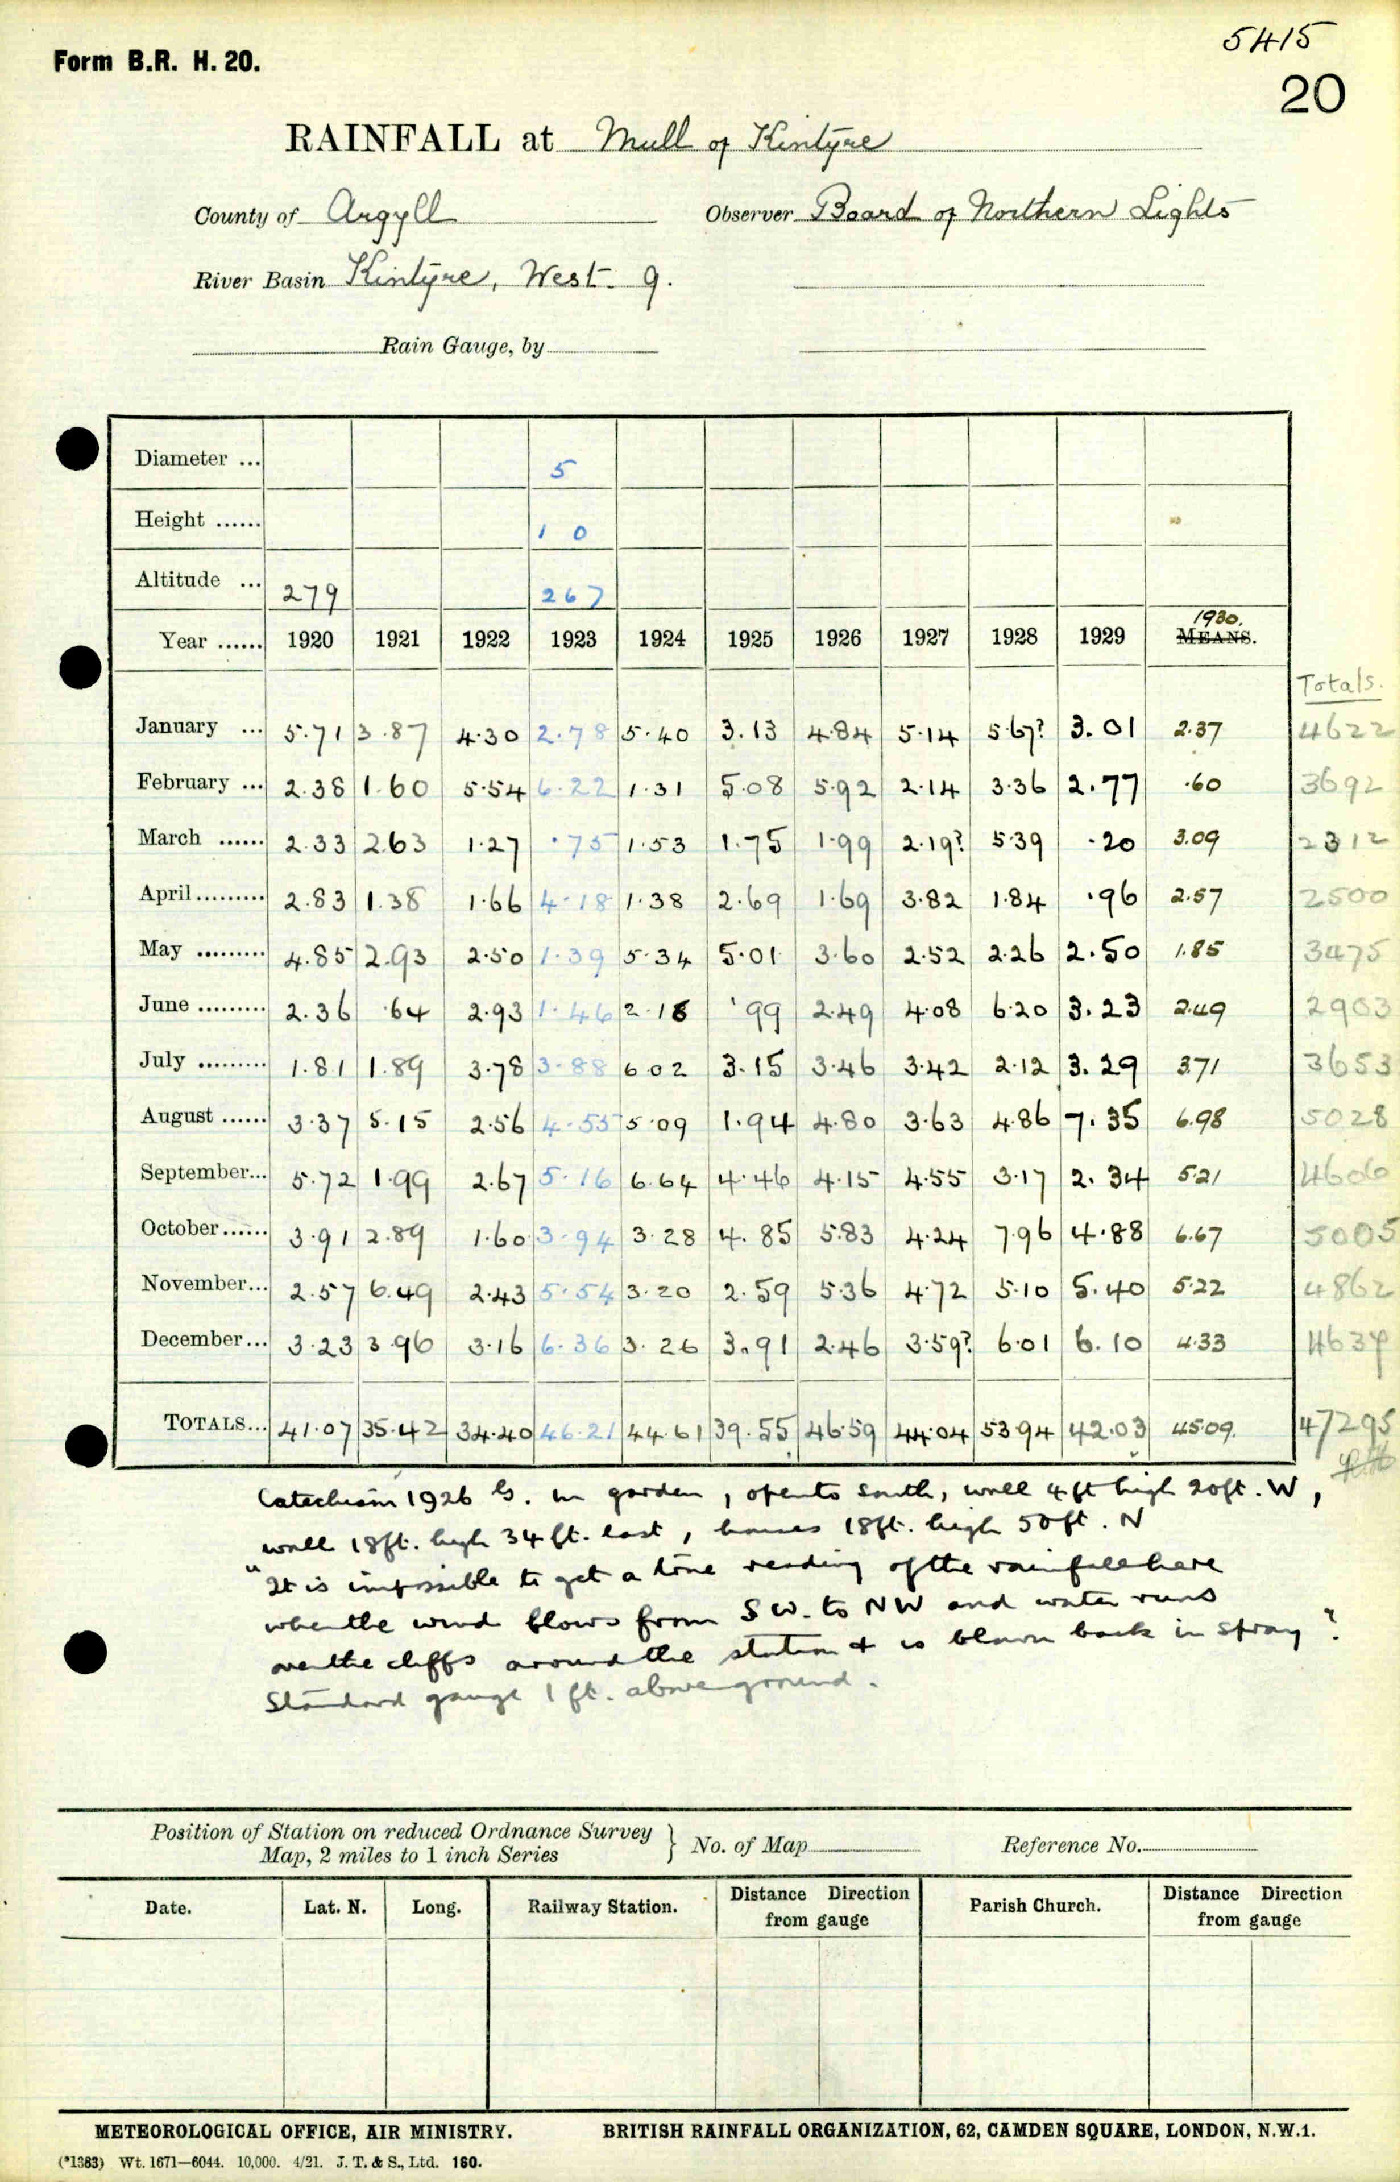 5415
Form B.R. H. 20.
20
RAINFALL at Mull of Kintyre
County of Argyll Observer Board of Northern Lights
River Basin Kintyre, West. 9.
Rain Gauge, by
Diameter ... 5
Height ...... 1 0
Altitude ... 279 267
Year ...... 1920 1921 1922 1923 1924 1925 1926 1927 1928 1929 1930. MEANS.
Totals.
January ... 5.71 3.87 4.30 2.78 5.40 3.13 4.84 5.14 5.67? 3.01 2.37 4622
February ... 2.38 1.60 5.54 6.22 1.31 5.08 5.92 2.14 3.36 2.77 .60 3692
March ...... 2.33 2.63 1.27 .75 1.53 1.75 1.99 2.19? 5.39 .20 3.09 2312
April ......... 2.83 1.38 1.66 4.18 1.38 2.69 1.69 3.82 1.84 .96 2.57 2500
May ......... 4.85 2.93 2.50 1.39 5.34 5.01 3.60 2.52 2.26 2.50 1.85 3475
June ......... 2.36 .64 2.93 1.46 2.18 .99 2.49 4.08 6.20 3.23 2.49 2903
July ......... 1.81 1.89 3.78 3.88 6.02 3.15 3.46 3.42 2.12 3.29 3.71 3653
August ...... 3.37 5.15 2.56 4.55 5.09 1.94 4.80 3.63 4.86 7.35 6.98 5028
September... 5.72 1.99 2.67 5.16 6.64 4.46 4.15 4.55 3.17 2.34 5.21 4606
October...... 3.91 2.89 1.60 3.94 3.28 4.85 5.83 4.24 7.96 4.88 6.67 5005
November... 2.57 6.49 2.43 5.54 3.20 2.59 5.36 4.72 5.10 5.40 5.22 4862
December... 3.23 3.96 3.16 6.36 3.26 3.91 2.46 3.59? 6.01 6.10 4.33 4637
TOTALS... 41.07 35.42 34.40 46.21 44.61 39.55 46.59 44.04 53.94 42.03 45.09. 47295
Catechism 1926 G. in garden, open to south, wall 4ft high 20ft. W,
wall 18ft. high 34ft. east, houses 18ft. high 50ft. N
"It is impossible to get a true reading of the rainfall here
when the wind blows from SW. to NW and water runs
over the cliffs around the station & is blown back in spray"
Standard gauge 1 ft. above ground.
Position of Station on reduced Ordnance Survey
Map, 2 miles to 1 inch Series } No. of Map Reference No.
Date. Lat. N. Long. Railway Station. Distance Direction from gauge Parish Church. Distance Direction from gauge
METEOROLOGICAL OFFICE, AIR MINISTRY. BRITISH RAINFALL ORGANIZATION, 62, CAMDEN SQUARE, LONDON, N.W.1.
(*1383) Wt. 1671—6044. 10,000. 4/21. J. T. & S., Ltd. 160.